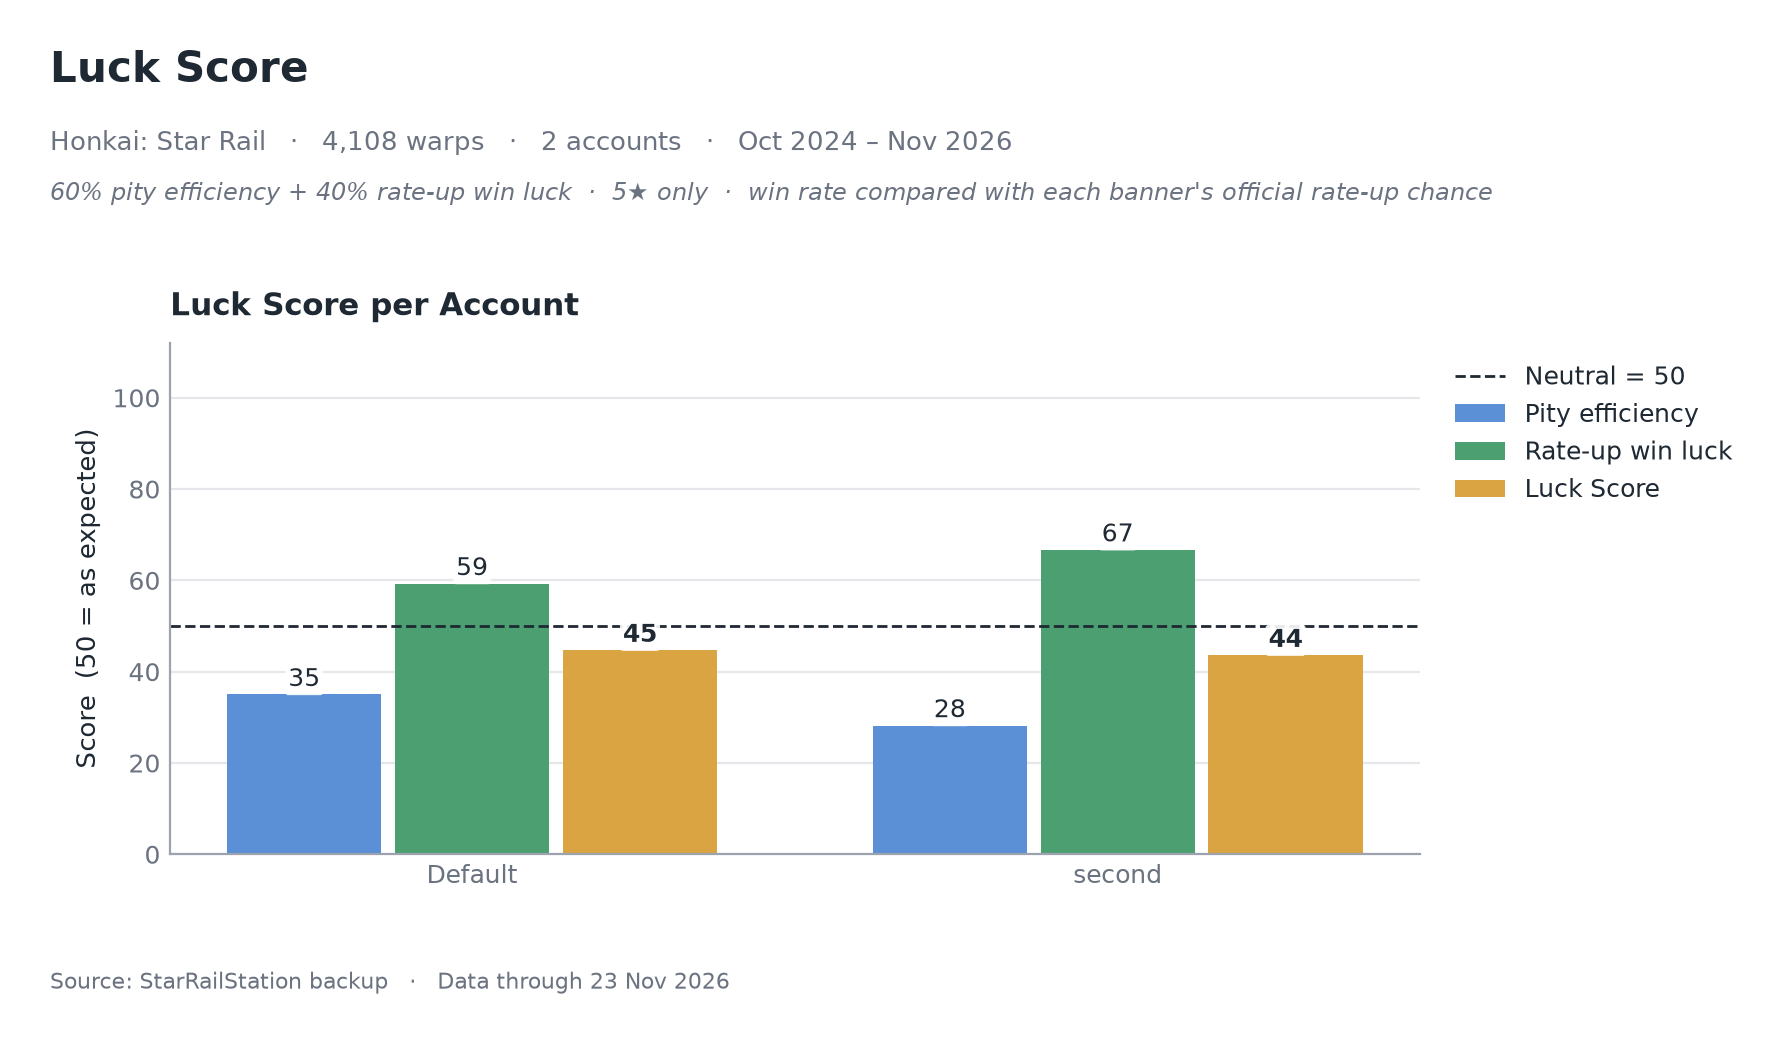 Luck Score
Honkai: Star Rail · 4,108 warps · 2 accounts · Oct 2024 – Nov 2026
60% pity efficiency + 40% rate-up win luck · 5★ only · win rate compared with each banner's official rate-up chance
Luck Score per Account
Score (50 = as expected)
100
80
60
40
20
0
35
59
45
28
67
44
Default
second
Neutral = 50
Pity efficiency
Rate-up win luck
Luck Score
Source: StarRailStation backup · Data through 23 Nov 2026